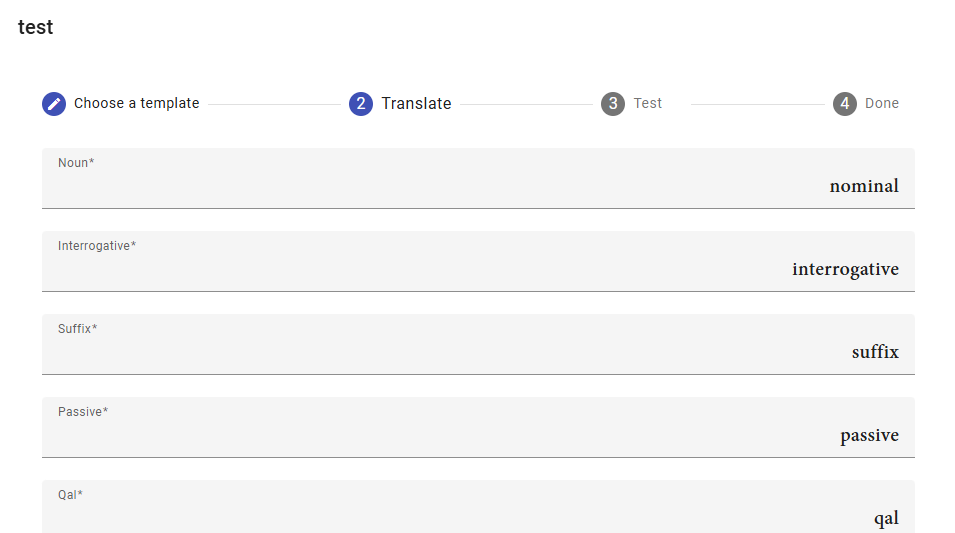 test
Choose a template 2 Translate 3 Test 4 Done
Noun*
nominal
Interrogative*
interrogative
Suffix*
suffix
Passive*
passive
Qal*
qal